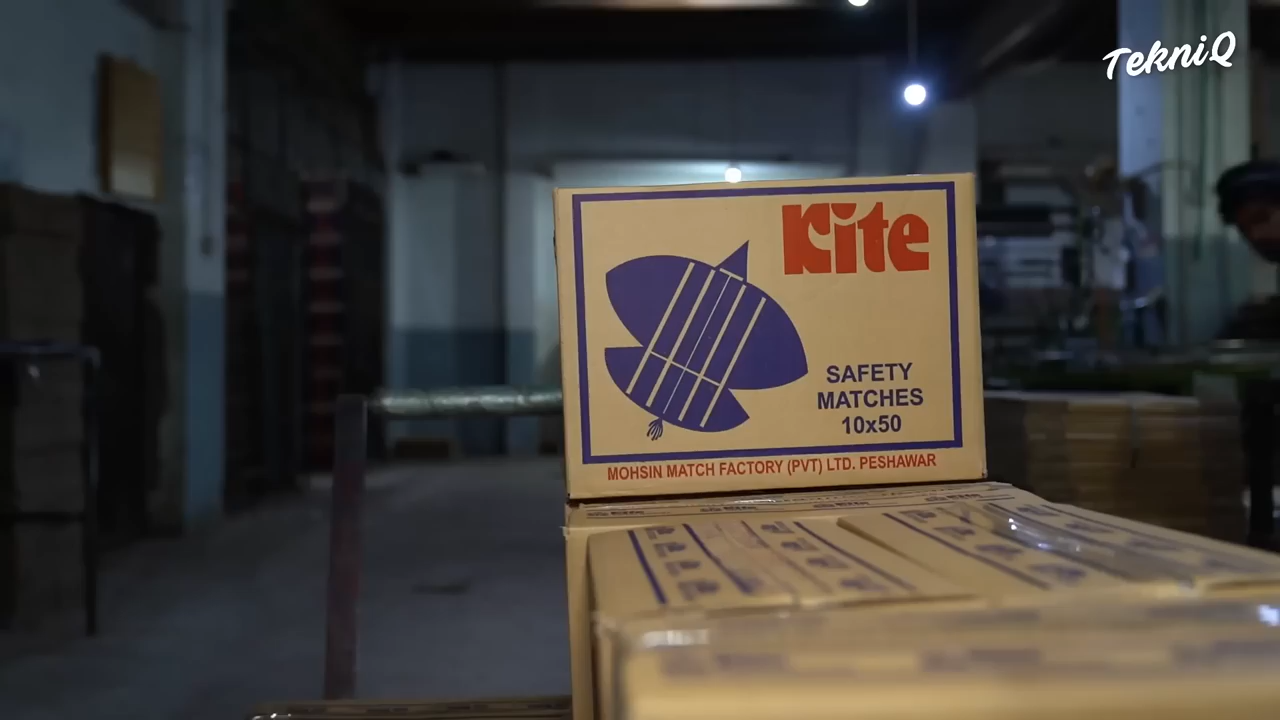 TekniQ
Kite
SAFETY
MATCHES
10x50
MOHSIN MATCH FACTORY (PVT) LTD. PESHAWAR